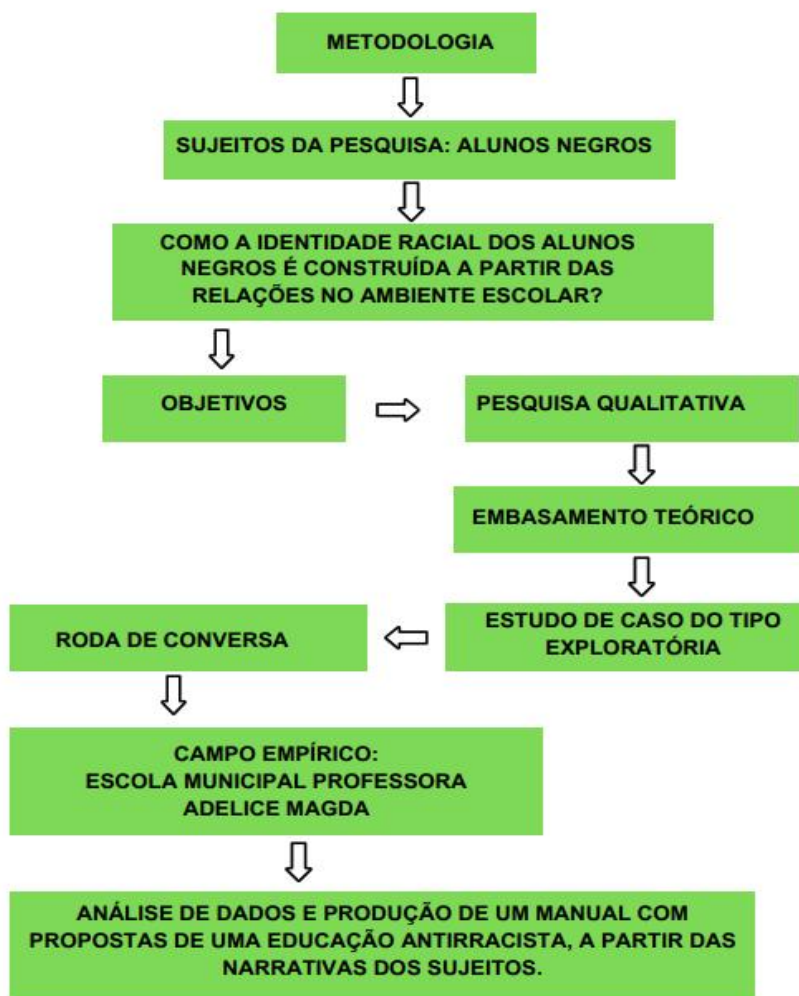 METODOLOGIA
SUJEITOS DA PESQUISA: ALUNOS NEGROS
COMO A IDENTIDADE RACIAL DOS ALUNOS
NEGROS É CONSTRUÍDA A PARTIR DAS
RELAÇÕES NO AMBIENTE ESCOLAR?
OBJETIVOS
PESQUISA QUALITATIVA
EMBASAMENTO TEÓRICO
ESTUDO DE CASO DO TIPO
EXPLORATÓRIA
RODA DE CONVERSA
CAMPO EMPÍRICO:
ESCOLA MUNICIPAL PROFESSORA
ADELICE MAGDA
ANÁLISE DE DADOS E PRODUÇÃO DE UM MANUAL COM
PROPOSTAS DE UMA EDUCAÇÃO ANTIRRACISTA, A PARTIR DAS
NARRATIVAS DOS SUJEITOS.